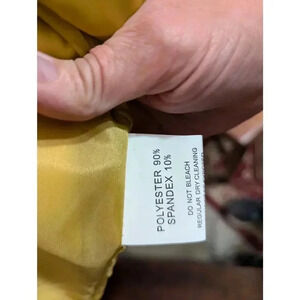 POLYESTER 90%
SPANDEX 10%
DO NOT BLEACH
REGULAR DRY CLEANING